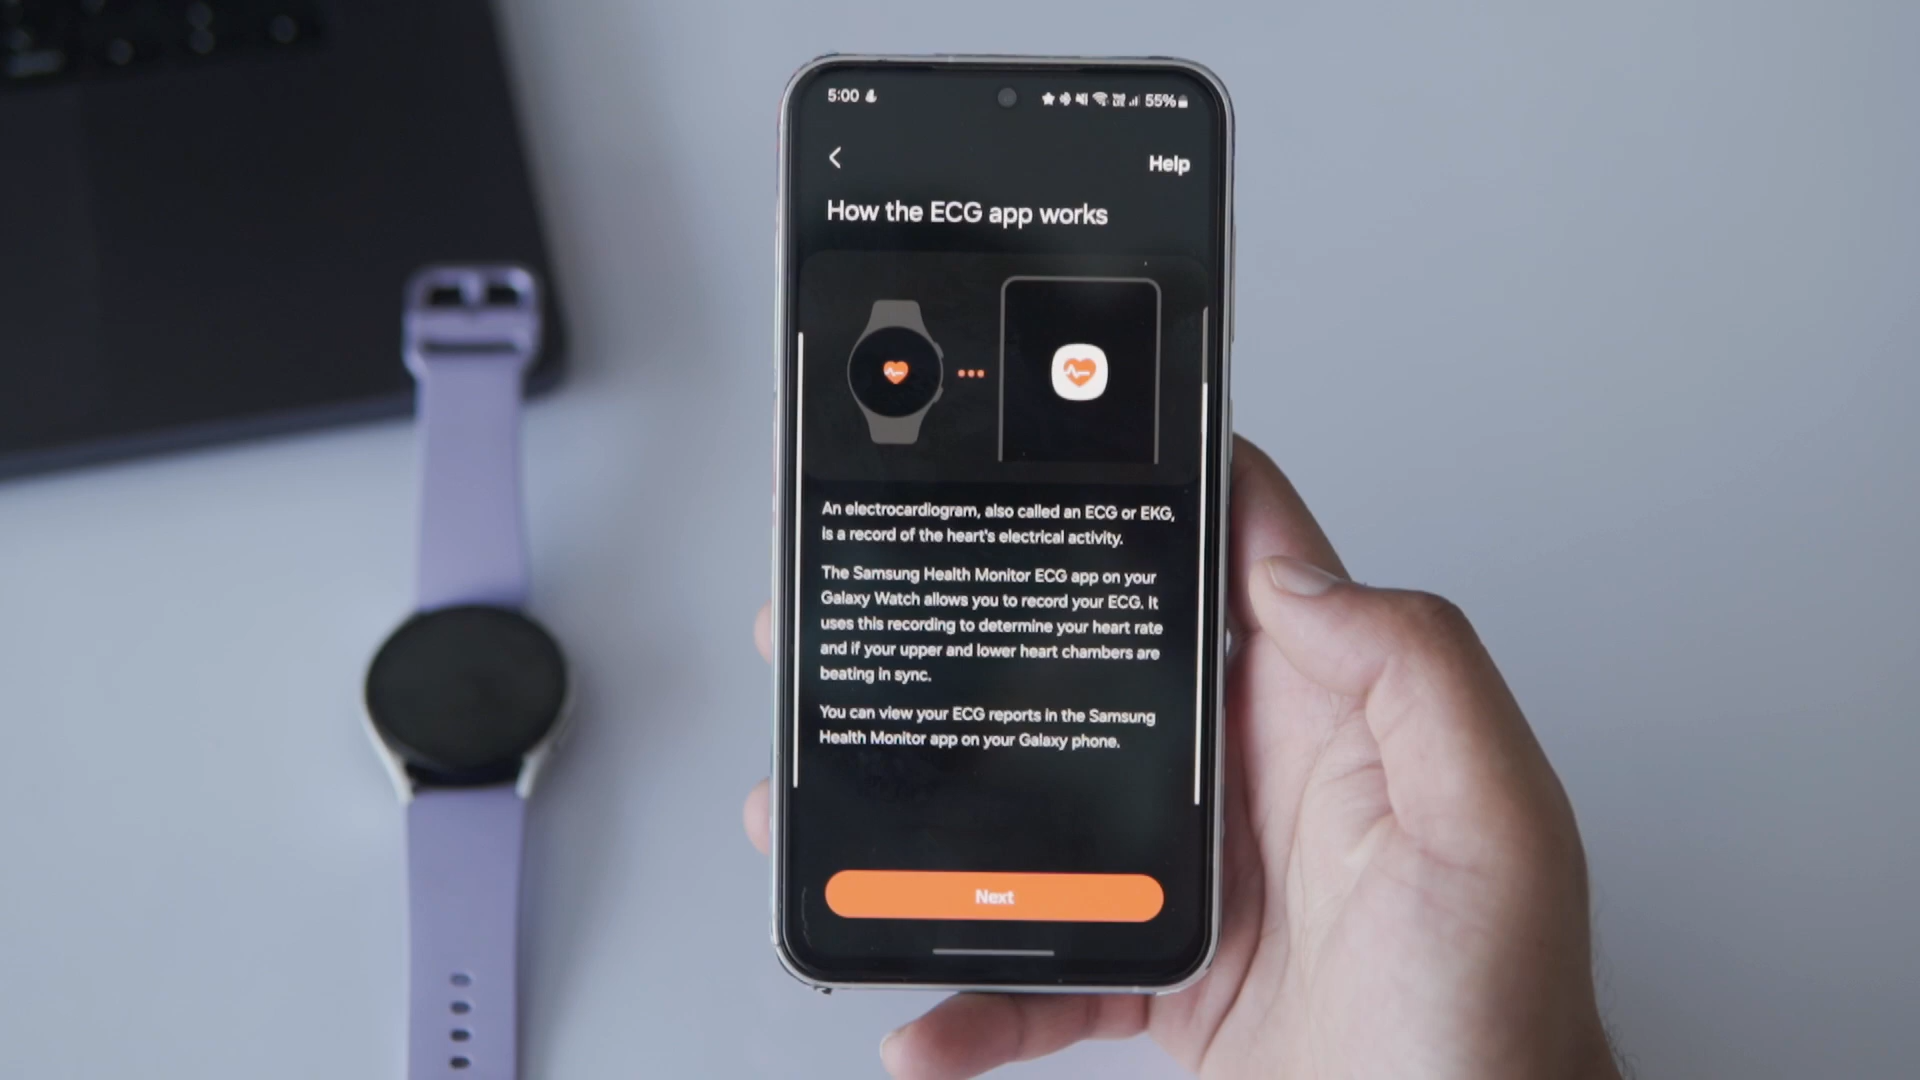 5:00
55%
Help
How the ECG app works
An electrocardiogram, also called an ECG or EKG,
is a record of the heart's electrical activity.
The Samsung Health Monitor ECG app on your
Galaxy Watch allows you to record your ECG. It
uses this recording to determine your heart rate
and if your upper and lower heart chambers are
beating in sync.
You can view your ECG reports in the Samsung
Health Monitor app on your Galaxy phone.
Next